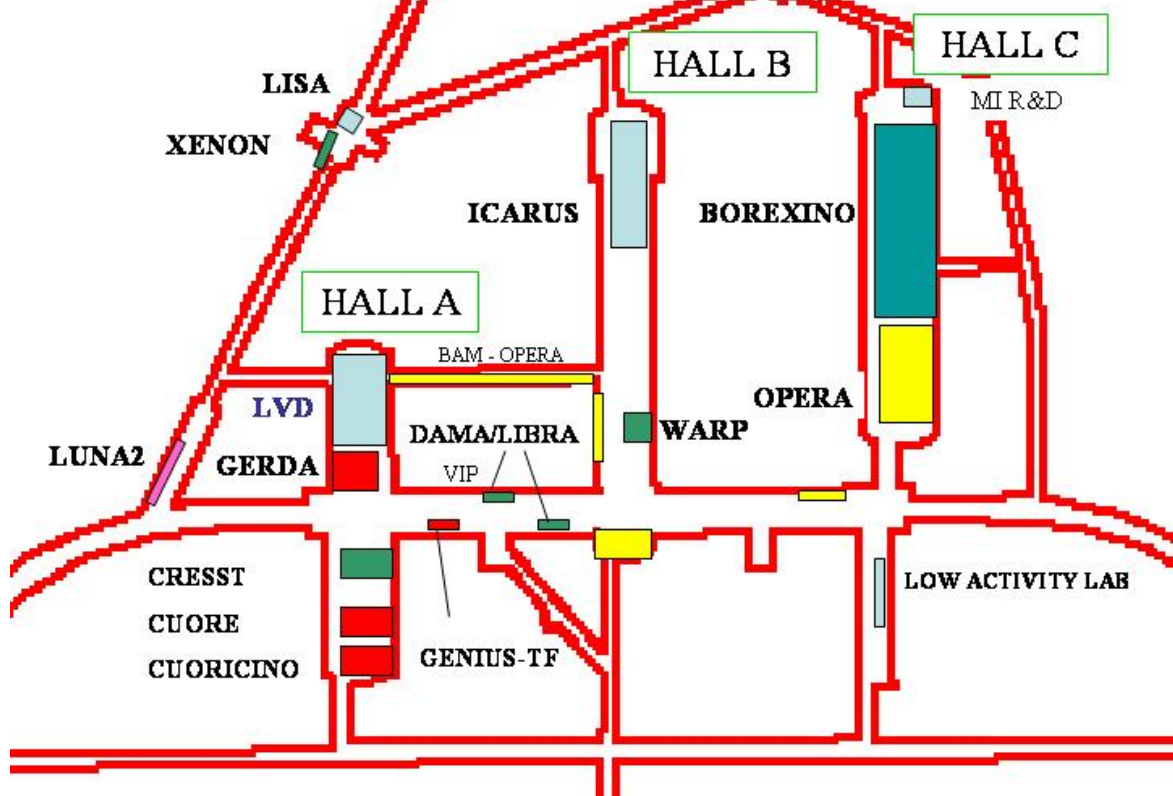 HALL C
HALL B
LISA
MI R&D
XENON
ICARUS
BOREXINO
HALL A
BAM - OPERA
LVD
OPERA
DAMA/LIBRA
WARP
LUNA2
GERDA
VIP
CRESST
LOW ACTIVITY LAB
CUORE
GENIUS-TF
CUORICINO